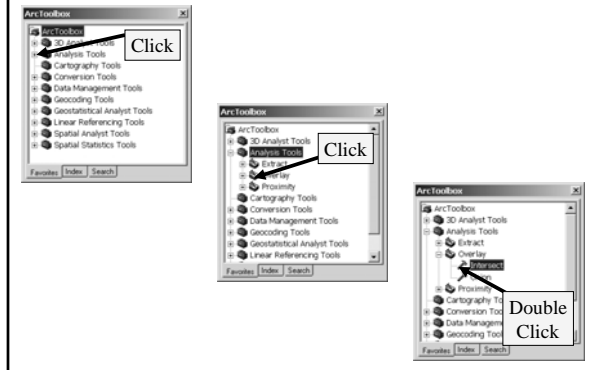 ArcToolbox
ArcToolbox
3D Analyst Tools
Analysis Tools
Click
Cartography Tools
Conversion Tools
Data Management Tools
Geocoding Tools
Geostatistical Analyst Tools
Linear Referencing Tools
Spatial Analyst Tools
Spatial Statistics Tools
Favorites Index Search
ArcToolbox
ArcToolbox
3D Analyst Tools
Analysis Tools
Click
Extract
Overlay
Proximity
Cartography Tools
Conversion Tools
Data Management Tools
Geocoding Tools
Geostatistical Analyst Tools
Linear Referencing Tools
Favorites Index Search
ArcToolbox
ArcToolbox
3D Analyst Tools
Analysis Tools
Extract
Overlay
Intersect
Proximity
Cartography To
Conversion Too
Data Manageme
Geocoding Tool
Double
Click
Favorites Index Search